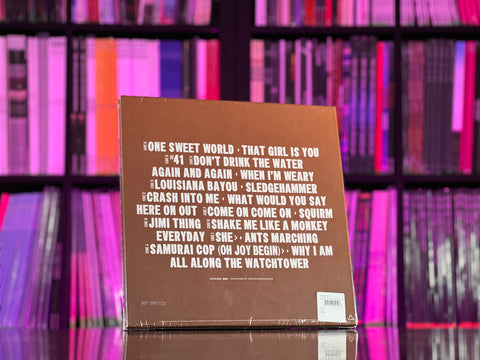 ONE SWEET WORLD • THAT GIRL IS YOU
#41 DON'T DRINK THE WATER
AGAIN AND AGAIN • WHEN I'M WEARY
LOUISIANA BAYOU • SLEDGEHAMMER
CRASH INTO ME • WHAT WOULD YOU SAY
HERE ON OUT COME ON COME ON • SQUIRM
JIMI THING SHAKE ME LIKE A MONKEY
EVERYDAY SHE> • ANTS MARCHING
SAMURAI COP (OH JOY BEGIN)> • WHY I AM
ALL ALONG THE WATCHTOWER